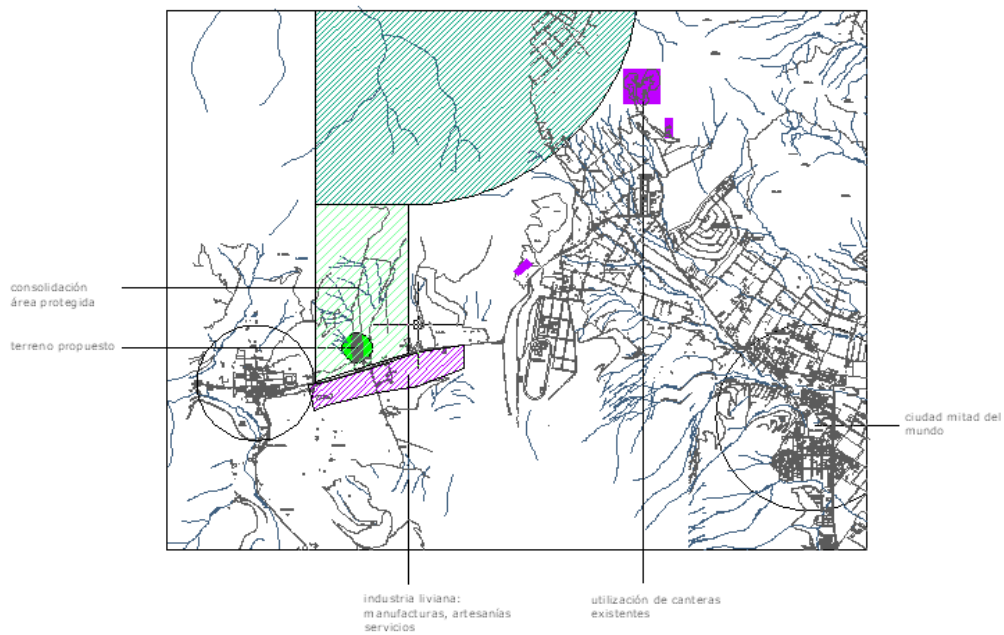 consolidación
área protegida
terreno propuesto
ciudad mitad del
mundo
industria liviana:
manufacturas, artesanías
servicios
utilización de canteras
existentes